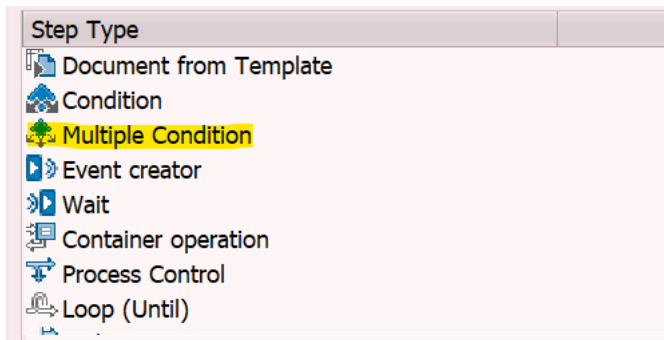 Step Type
Document from Template
Condition
Multiple Condition
Event creator
Wait
Container operation
Process Control
Loop (Until)